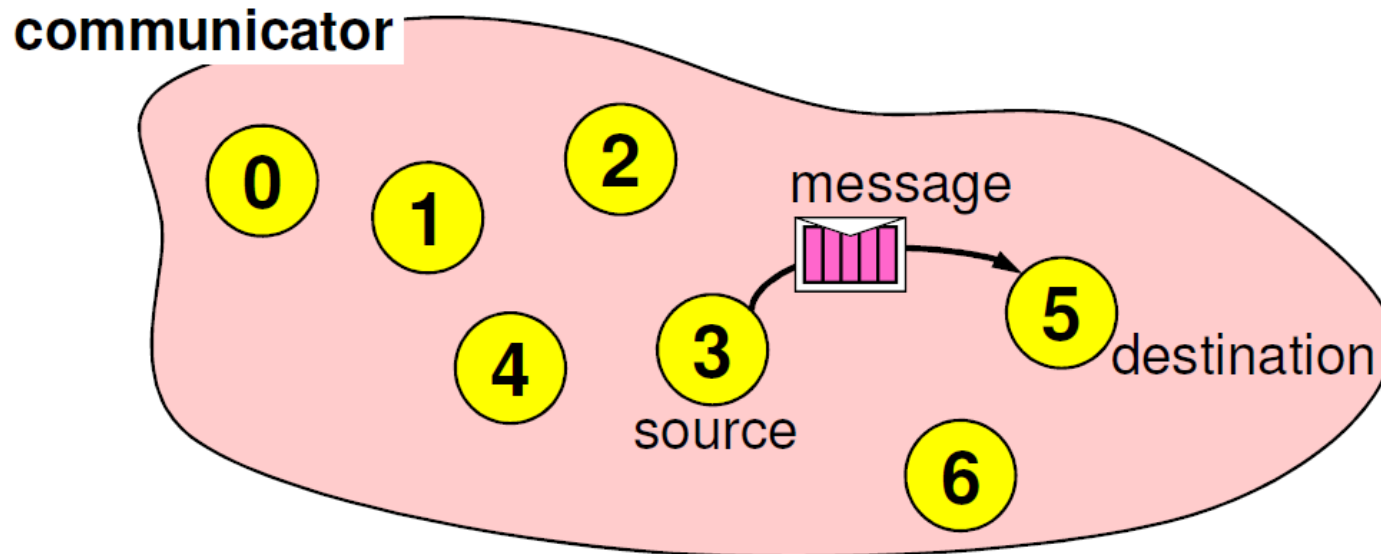 communicator
0
1
2
message
4
3
source
5
destination
6